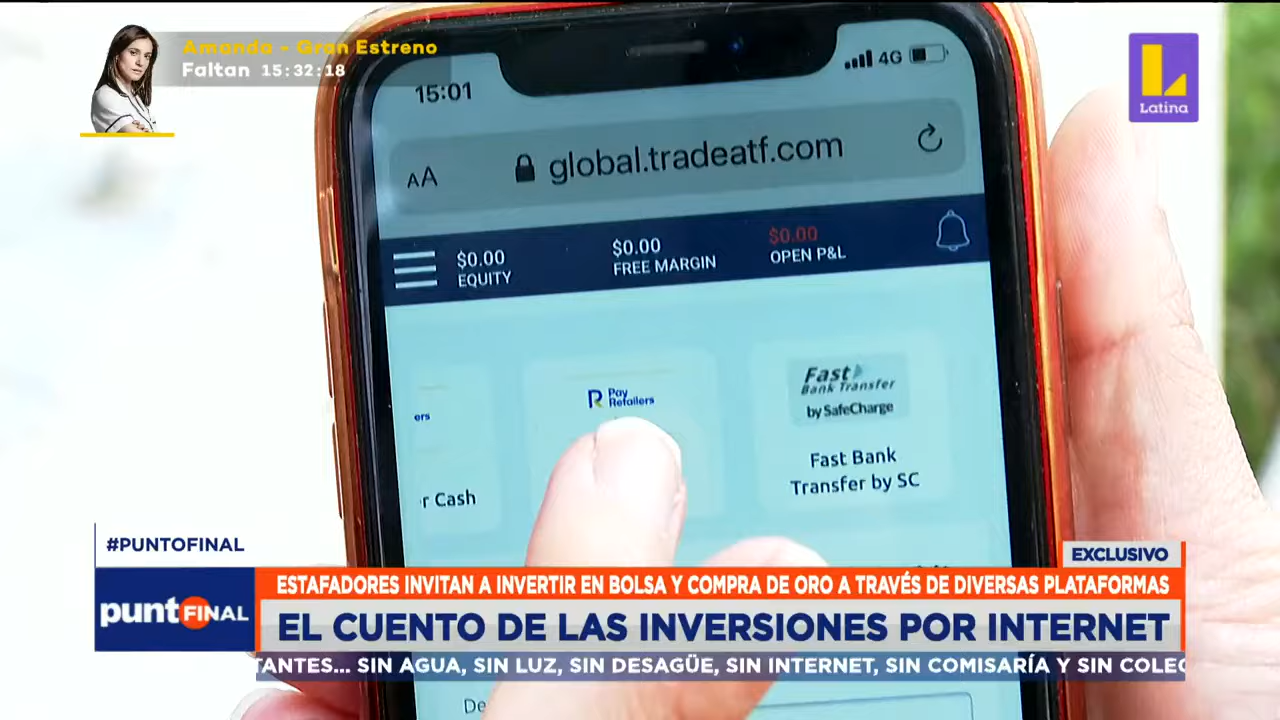 Amanda - Gran Estreno
Faltan 15:32:18
Latina
15:01
4G
AA
global.tradeatf.com
$0.00
EQUITY
$0.00
FREE MARGIN
$0.00
OPEN P&L
ers
r Cash
Pay
Retailers
Fast
Bank Transfer
by SafeCharge
Fast Bank
Transfer by SC
De
#PUNTOFINAL
EXCLUSIVO
puntoFINAL
ESTAFADORES INVITAN A INVERTIR EN BOLSA Y COMPRA DE ORO A TRAVÉS DE DIVERSAS PLATAFORMAS
EL CUENTO DE LAS INVERSIONES POR INTERNET
TANTES... SIN AGUA, SIN LUZ, SIN DESAGÜE, SIN INTERNET, SIN COMISARÍA Y SIN COLEG